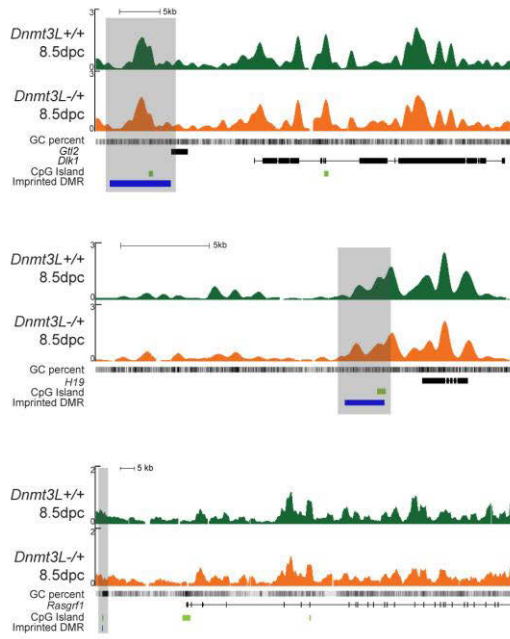 5kb
3
Dnmt3L+/+
8.5dpc
0
3
Dnmt3L-/-
8.5dpc
0
GC percent
Gtl2
Dlk1
CpG Island
Imprinted DMR
5kb
3
Dnmt3L+/+
8.5dpc
0
3
Dnmt3L-/-
8.5dpc
0
GC percent
H19
CpG Island
Imprinted DMR
5 kb
2
Dnmt3L+/+
8.5dpc
0
2
Dnmt3L-/-
8.5dpc
0
GC percent
Rasgrf1
CpG Island
Imprinted DMR